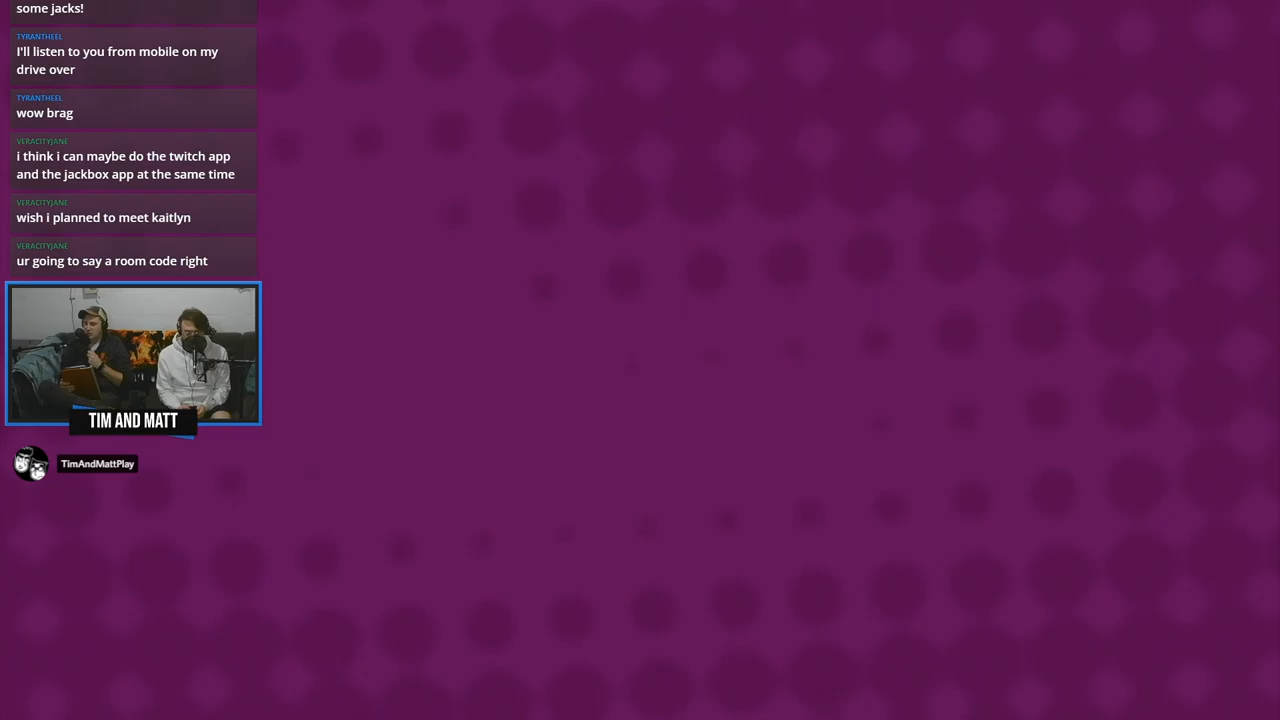 some jacks!
TYRANTHEEL
I'll listen to you from mobile on my
drive over
TYRANTHEEL
wow brag
VERACITYJANE
i think i can maybe do the twitch app
and the jackbox app at the same time
VERACITYJANE
wish i planned to meet kaitlyn
VERACITYJANE
ur going to say a room code right
TIM AND MATT
TimAndMattPlay